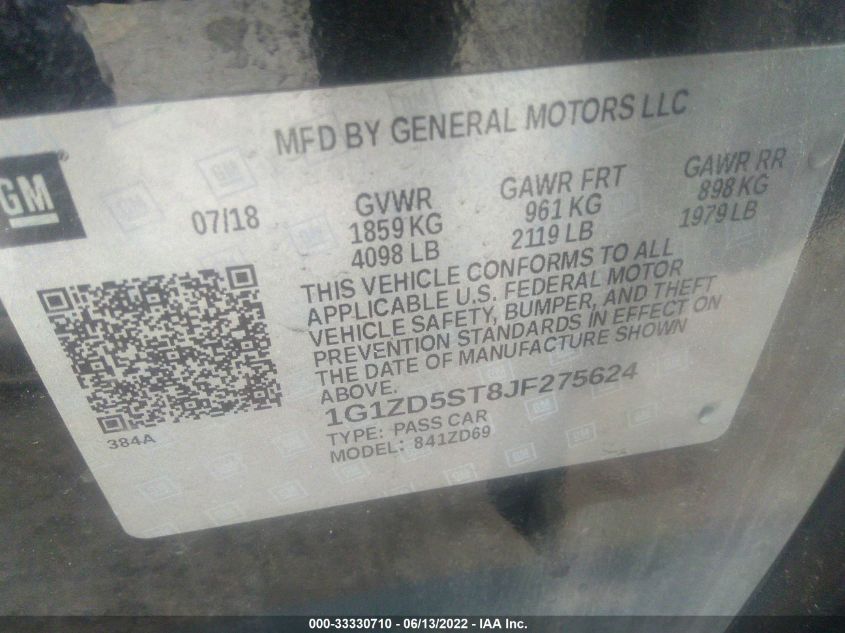 MFD BY GENERAL MOTORS LLC
GM
07/18
GVWR
1859 KG
4098 LB
GAWR FRT
961 KG
2119 LB
GAWR RR
898 KG
1979 LB
THIS VEHICLE CONFORMS TO ALL
APPLICABLE U.S. FEDERAL MOTOR
VEHICLE SAFETY, BUMPER, AND THEFT
PREVENTION STANDARDS IN EFFECT ON
THE DATE OF MANUFACTURE SHOWN
ABOVE.
1G1ZD5ST8JF275624
TYPE: PASS CAR
MODEL: 841ZD69
384A
000-33330710 - 06/13/2022 - IAA Inc.